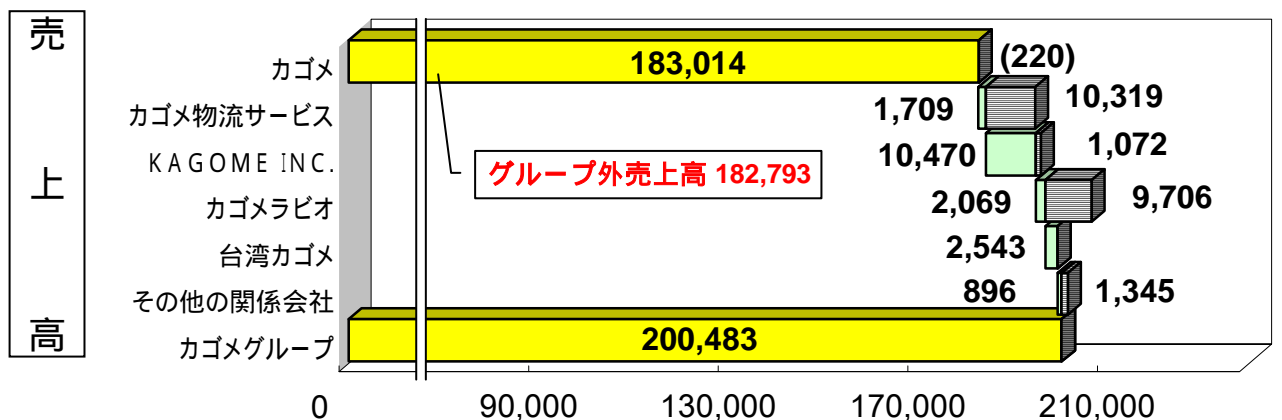 売上高
カゴメ
183,014
(220)
カゴメ物流サービス
1,709
10,319
KAGOME INC.
10,470
1,072
グループ外売上高 182,793
カゴメラビオ
2,069
9,706
台湾カゴメ
2,543
その他の関係会社
896
1,345
カゴメグループ
200,483
0 90,000 130,000 170,000 210,000